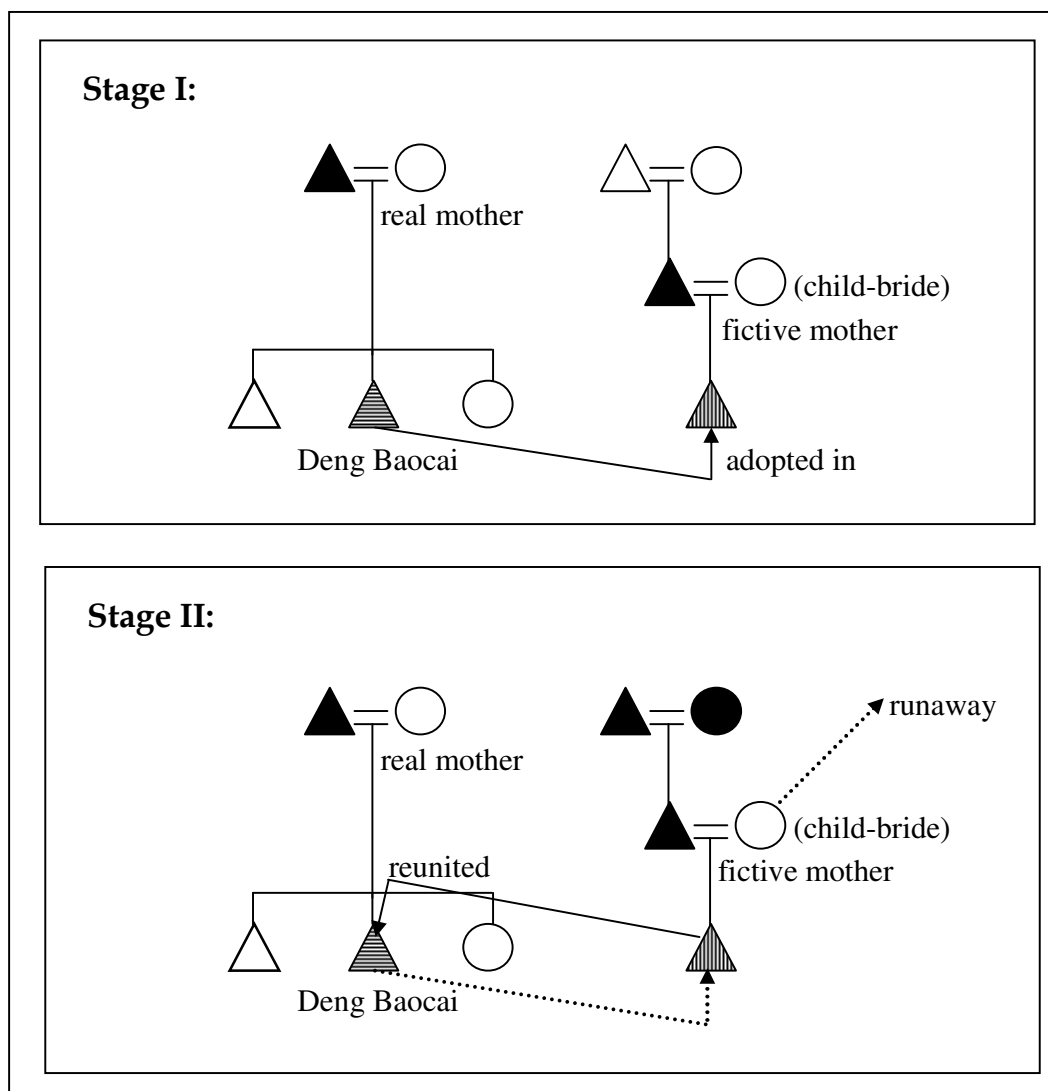 Stage I:
real mother
(child-bride)
fictive mother
Deng Baocai
adopted in
Stage II:
runaway
real mother
(child-bride)
reunited
fictive mother
Deng Baocai